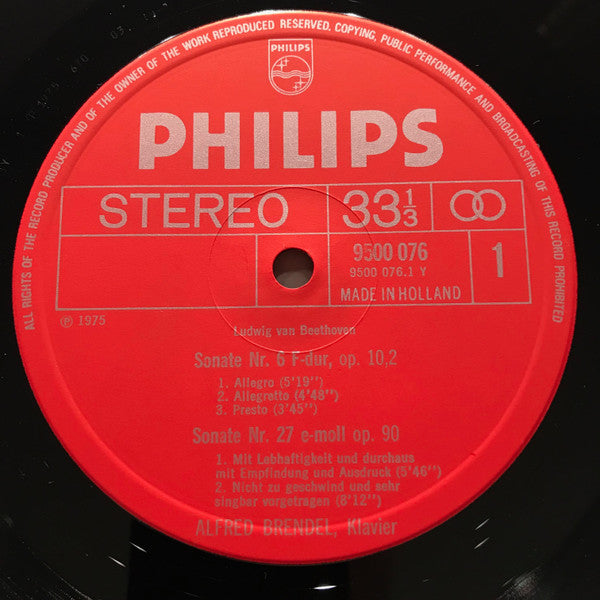 ALL RIGHTS OF THE RECORD PRODUCER AND OF THE OWNER OF THE WORK REPRODUCED RESERVED, COPYING, PUBLIC PERFORMANCE AND BROADCASTING OF THIS RECORD PROHIBITED
PHILIPS
PHILIPS
STEREO 33⅓
9500 076
9500 076.1 Y
1
MADE IN HOLLAND
℗ 1975
Ludwig van Beethoven
Sonate Nr. 6 F-dur, op. 10,2
1. Allegro (5'19'')
2. Allegretto (4'48'')
3. Presto (3'45'')
Sonate Nr. 27 e-moll op. 90
1. Mit Lebhaftigkeit und durchaus
mit Empfindung und Ausdruck (5'46'')
2. Nicht zu geschwind und sehr
singbar vorgetragen (8'12'')
ALFRED BRENDEL, Klavier